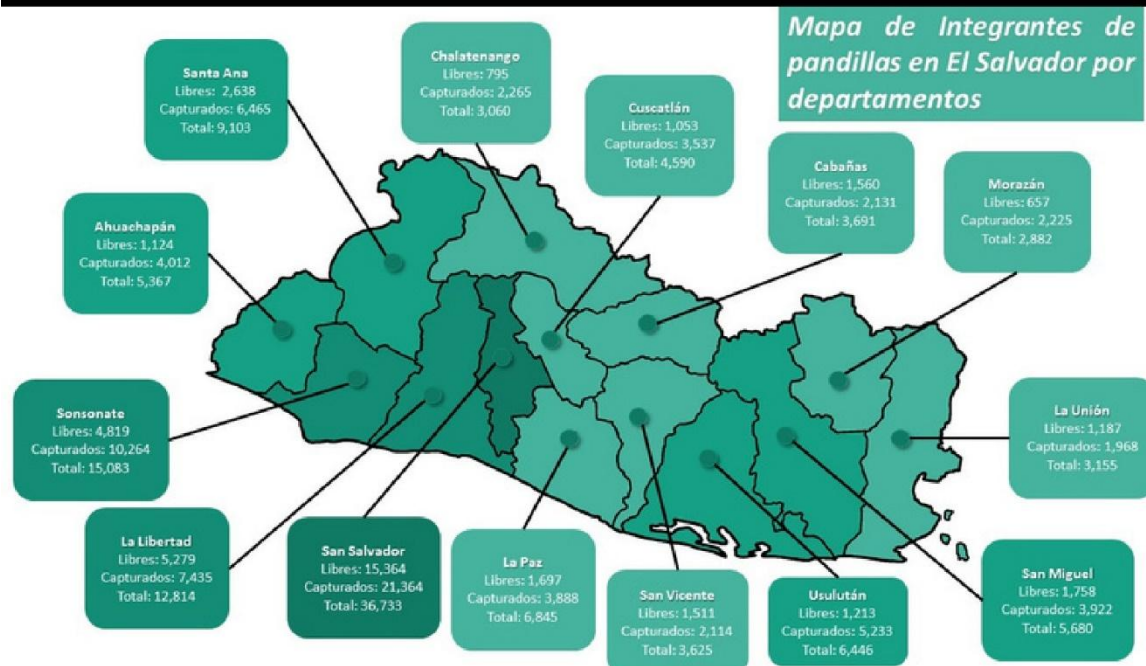 Mapa de Integrantes de
pandillas en El Salvador por
departamentos
Santa Ana
Libres: 2,638
Capturados: 6,465
Total: 9,103
Chalatenango
Libres: 795
Capturados: 2,265
Total: 3,060
Cuscatlán
Libres: 1,053
Capturados: 3,537
Total: 4,590
Cabañas
Libres: 1,560
Capturados: 2,131
Total: 3,691
Morazán
Libres: 657
Capturados: 2,225
Total: 2,882
Ahuachapán
Libres: 1,124
Capturados: 4,012
Total: 5,367
Sonsonate
Libres: 4,819
Capturados: 10,264
Total: 15,083
La Unión
Libres: 1,187
Capturados: 1,968
Total: 3,155
La Libertad
Libres: 5,279
Capturados: 7,435
Total: 12,814
San Salvador
Libres: 15,364
Capturados: 21,364
Total: 36,733
La Paz
Libres: 1,697
Capturados: 3,888
Total: 6,845
San Vicente
Libres: 1,511
Capturados: 2,114
Total: 3,625
Usulután
Libres: 1,213
Capturados: 5,233
Total: 6,446
San Miguel
Libres: 1,758
Capturados: 3,922
Total: 5,680